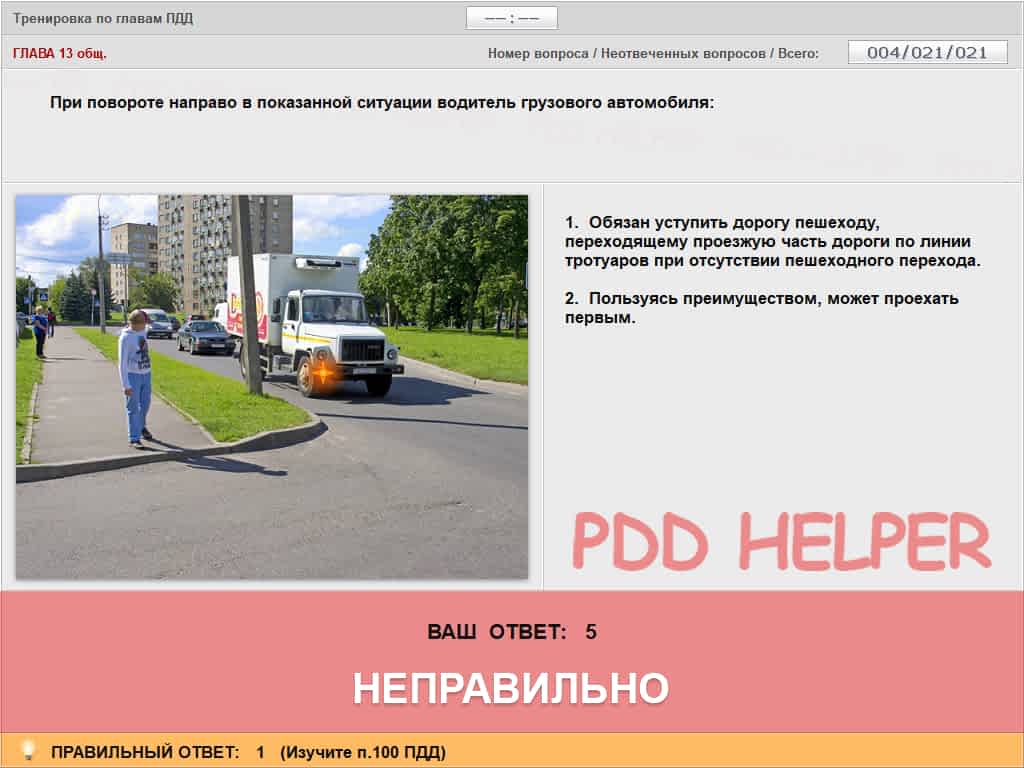 Тренировка по главам ПДД
—— : ——
ГЛАВА 13 общ.
Номер вопроса / Неотвеченных вопросов / Всего:
004/021/021
При повороте направо в показанной ситуации водитель грузового автомобиля:
1. Обязан уступить дорогу пешеходу,
переходящему проезжую часть дороги по линии
тротуаров при отсутствии пешеходного перехода.
2. Пользуясь преимуществом, может проехать
первым.
PDD HELPER
ВАШ ОТВЕТ: 5
НЕПРАВИЛЬНО
ПРАВИЛЬНЫЙ ОТВЕТ: 1 (Изучите п.100 ПДД)